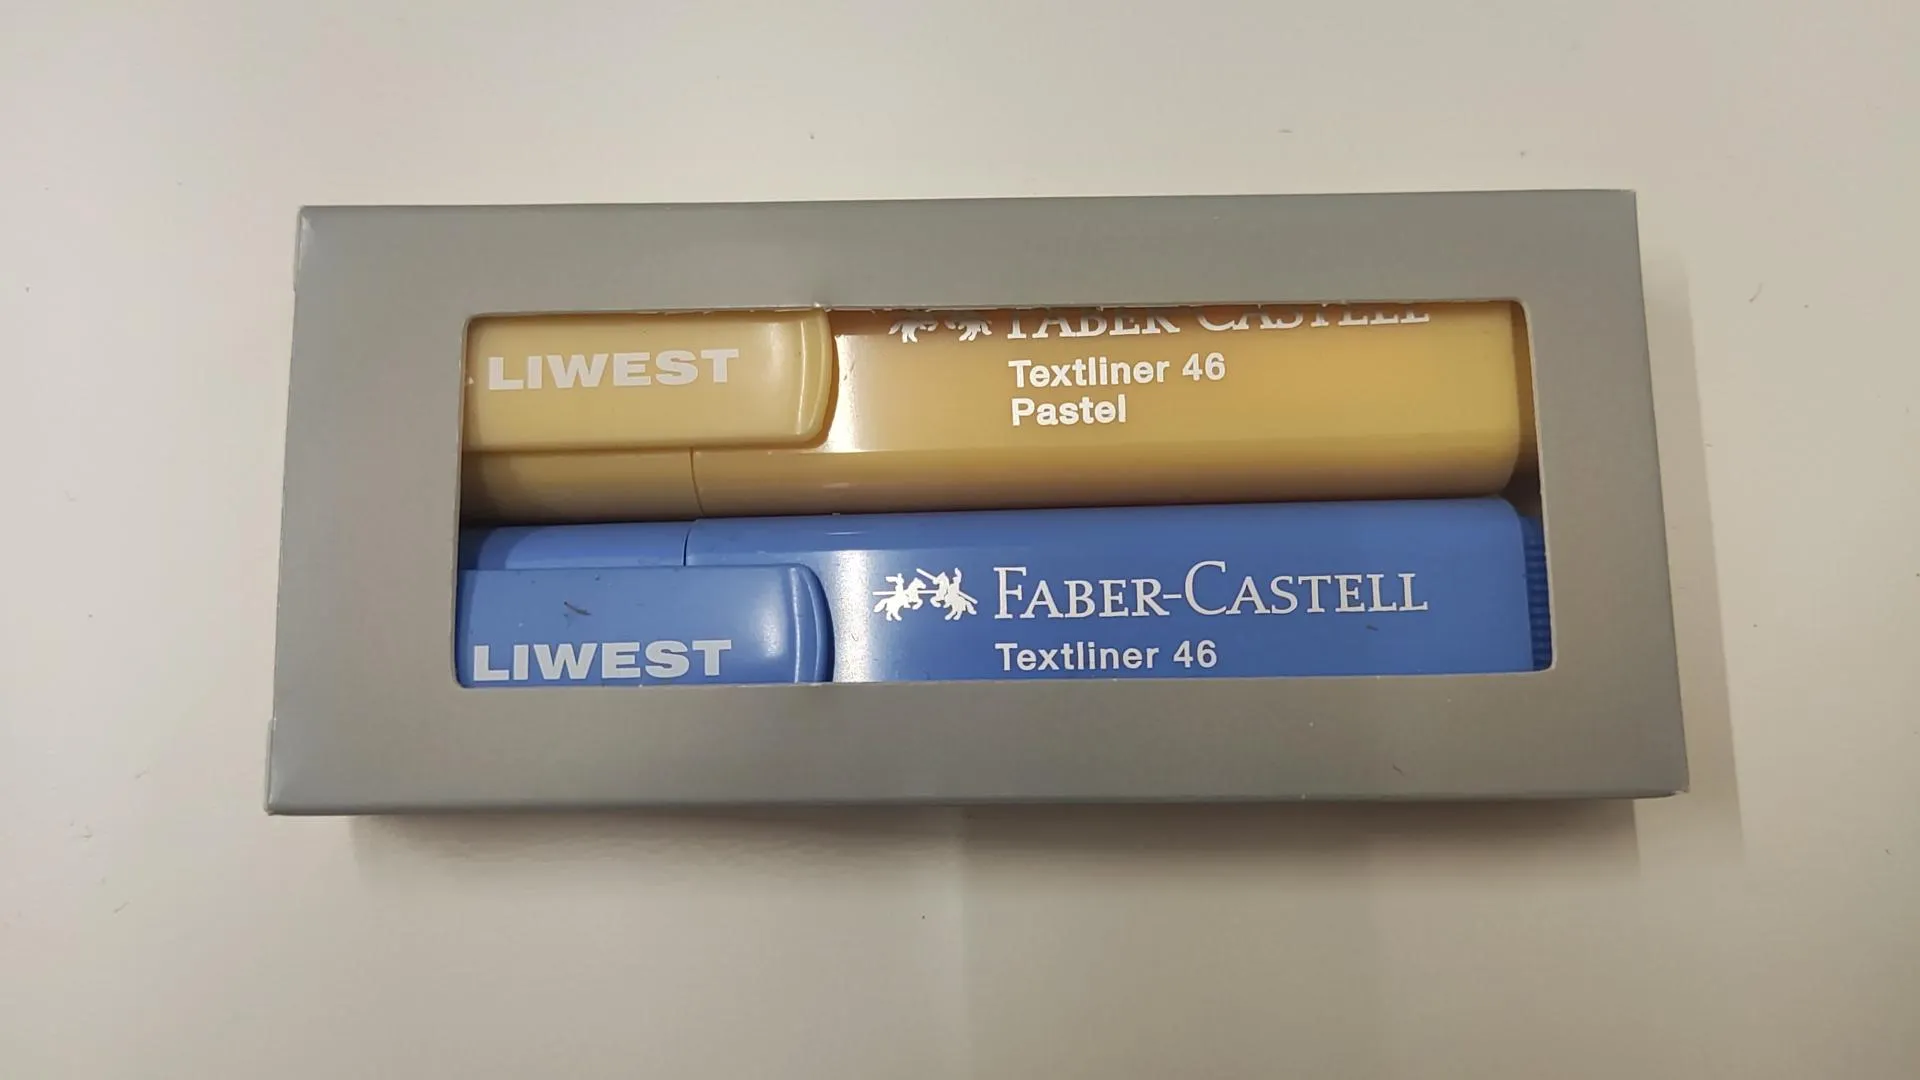 LIWEST
FABER-CASTELL
Textliner 46
Pastel
LIWEST
FABER-CASTELL
Textliner 46